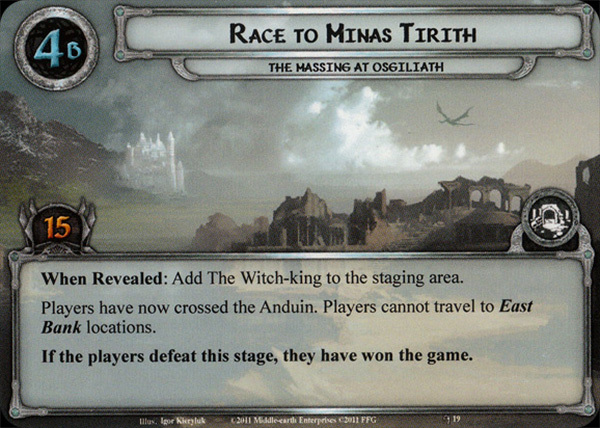 4B
RACE TO MINAS TIRITH
THE MASSING AT OSGILIATH
15
When Revealed: Add The Witch-king to the staging area.
Players have now crossed the Anduin. Players cannot travel to East
Bank locations.
If the players defeat this stage, they have won the game.
Illus. Igor Kieryluk ©2011 Middle-earth Enterprises ©2011 FFG 19